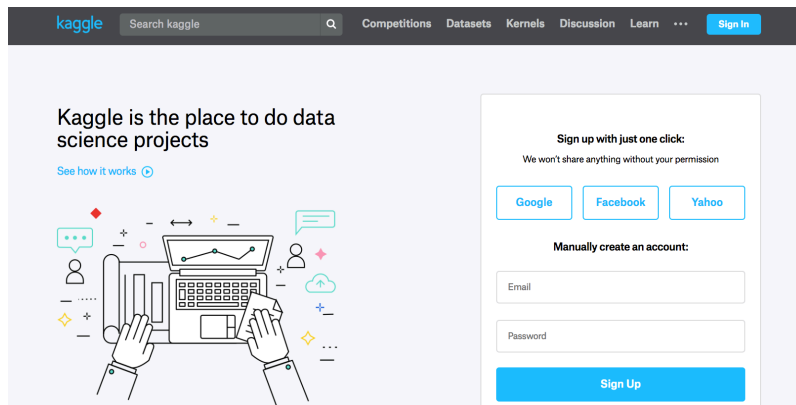 kaggle Search kaggle Competitions Datasets Kernels Discussion Learn ••• Sign In
Kaggle is the place to do data
science projects
See how it works
Sign up with just one click:
We won't share anything without your permission
Google Facebook Yahoo
Manually create an account:
Email
Password
Sign Up